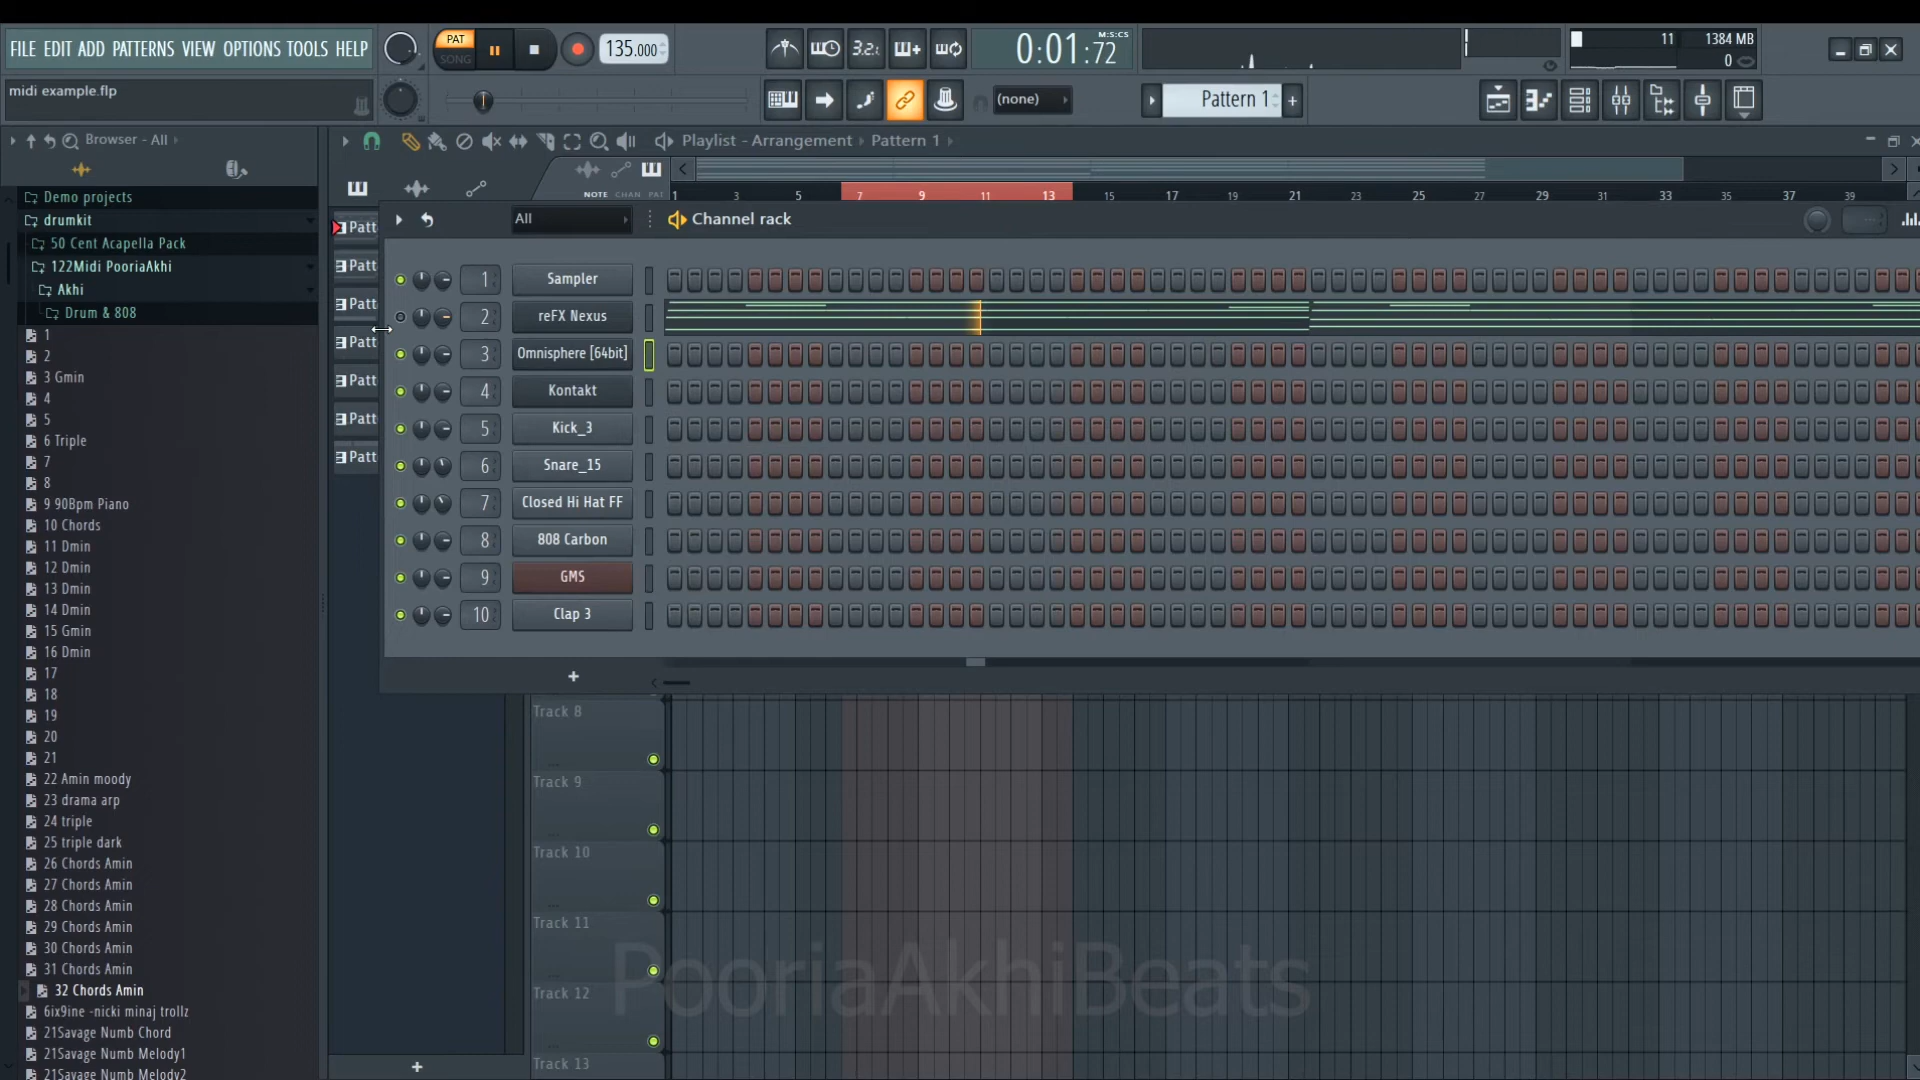 FILE EDIT ADD PATTERNS VIEW OPTIONS TOOLS HELP
PAT
SONG
135.000
3.2
0:01:72
M:S:CS
11
1384 MB
0
midi example.flp
(none)
Pattern 1
Browser - All
Playlist - Arrangement
Pattern 1
NOTE CHAN PAT
1 3 5 9 11 13 15 17 19 21 23 25 27 29 31 33 35 37 39
All
Channel rack
Demo projects
drumkit
50 Cent Acapella Pack
122Midi PooriaAkhi
Akhi
Drum & 808
1
2
3 Gmin
4
5
6 Triple
7
8
9 90Bpm Piano
10 Chords
11 Dmin
12 Dmin
13 Dmin
14 Dmin
15 Gmin
16 Dmin
17
18
19
20
21
22 Amin moody
23 drama arp
24 triple
25 triple dark
26 Chords Amin
27 Chords Amin
28 Chords Amin
29 Chords Amin
30 Chords Amin
31 Chords Amin
32 Chords Amin
6ix9ine -nicki minaj trollz
21Savage Numb Chord
21Savage Numb Melody1
21Savage Numb Melody2
Patt
Patt
Patt
Patt
Patt
Patt
Patt
1 Sampler
2 reFX Nexus
3 Omnisphere [64bit]
4 Kontakt
5 Kick_3
6 Snare_15
7 Closed Hi Hat FF
8 808 Carbon
9 GMS
10 Clap 3
Track 8
Track 9
Track 10
Track 11
Track 12
Track 13
PooriaAkhiBeats